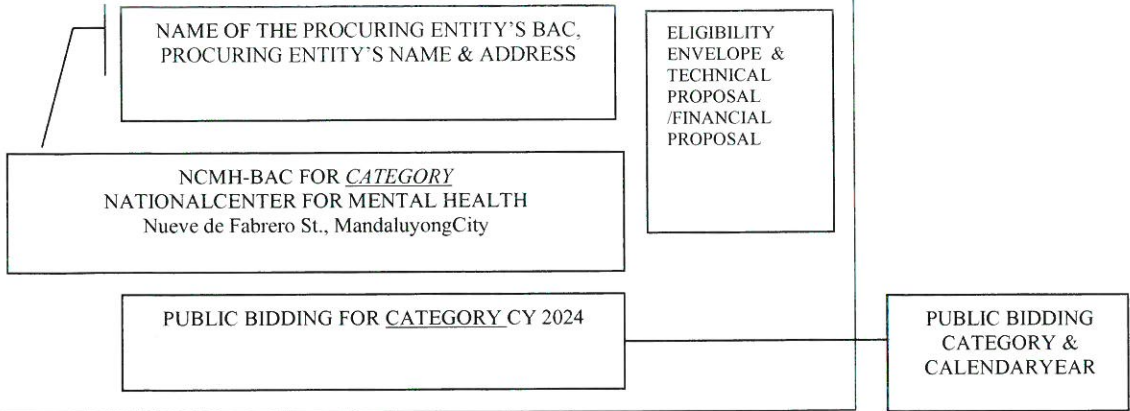 NAME OF THE PROCURING ENTITY'S BAC,
PROCURING ENTITY'S NAME & ADDRESS
ELIGIBILITY
ENVELOPE &
TECHNICAL
PROPOSAL
/FINANCIAL
PROPOSAL
NCMH-BAC FOR CATEGORY
NATIONALCENTER FOR MENTAL HEALTH
Nueve de Fabrero St., MandaluyongCity
PUBLIC BIDDING FOR CATEGORY CY 2024
PUBLIC BIDDING
CATEGORY &
CALENDARYEAR